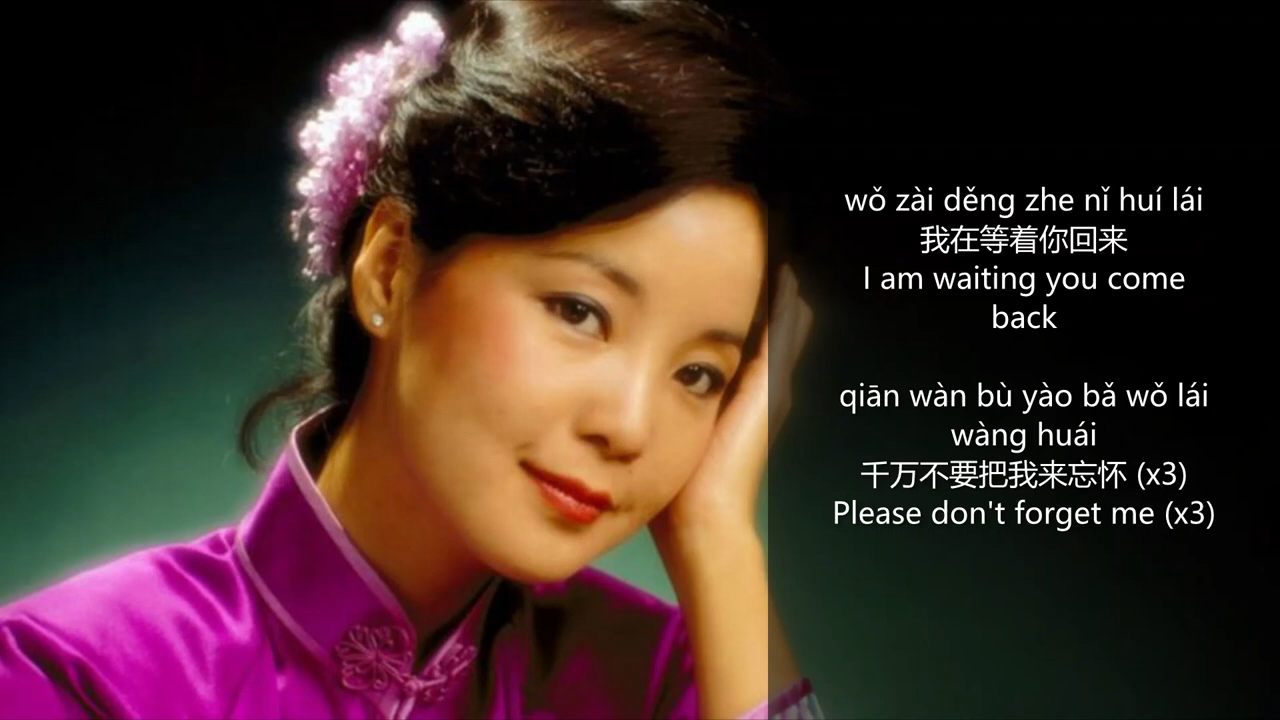 wǒ zài děng zhe nǐ huí lái
我在等着你回来
I am waiting you come
back
qiān wàn bù yào bǎ wǒ lái
wàng huái
千万不要把我来忘怀 (x3)
Please don't forget me (x3)